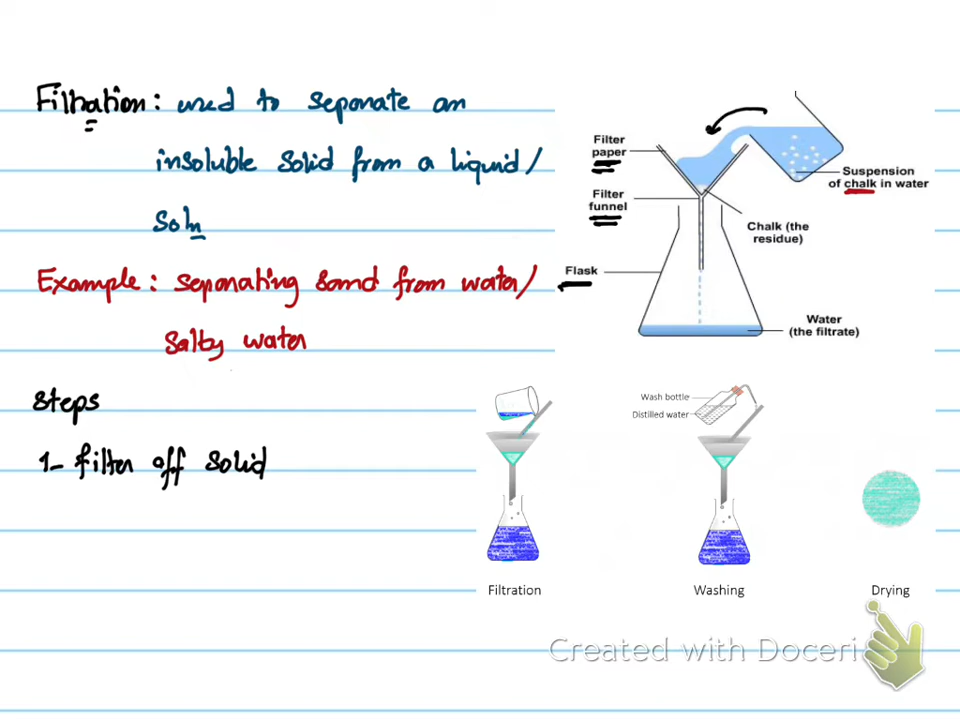 Filtration: used to separate an
insoluble solid from a liquid/
soln
Example: separating sand from water/
salty water
Steps
1- filter off solid
Filter
paper
Filter
funnel
Flask
Suspension
of chalk in water
Chalk (the
residue)
Water
(the filtrate)
Wash bottle
Distilled water
Filtration
Washing
Drying
Created with Doceri